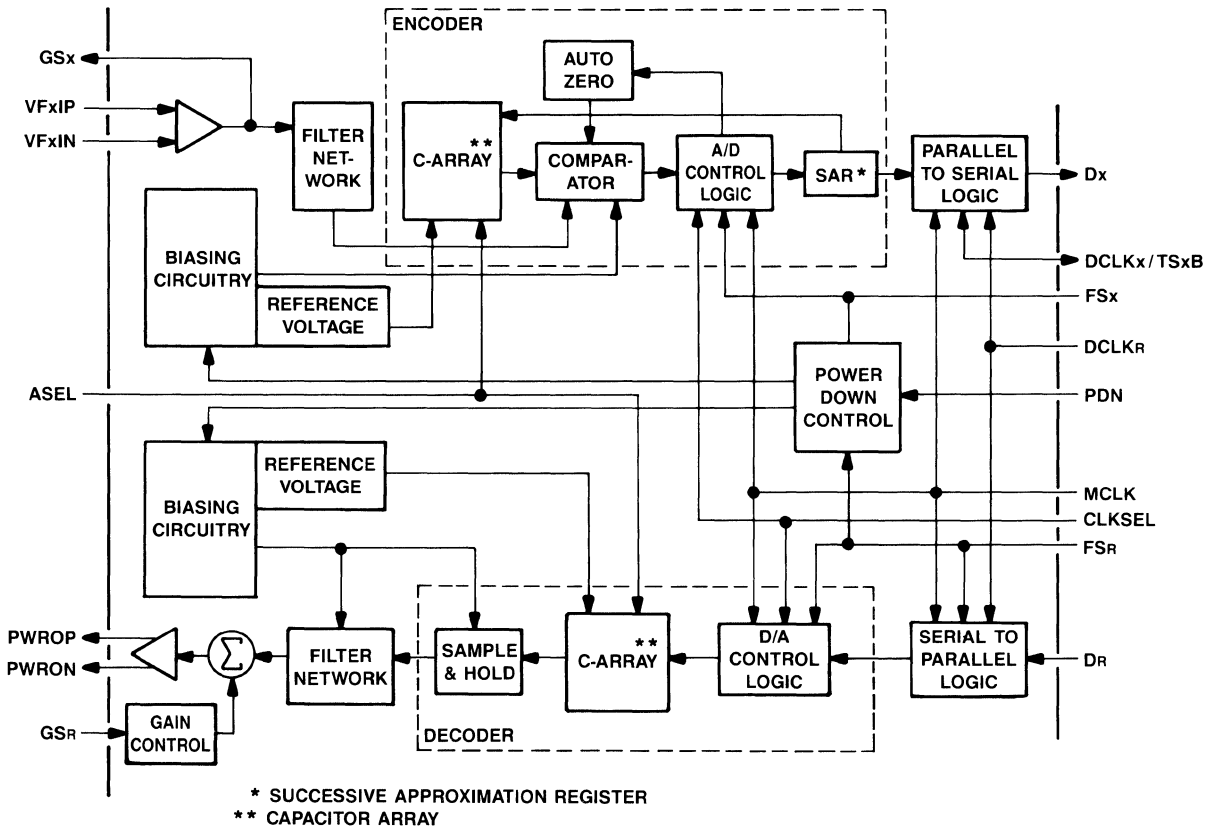 ENCODER
GSx
AUTO
ZERO
VFxIP
VFxIN
FILTER
NET-
WORK
C-ARRAY**
COMPAR-
ATOR
A/D
CONTROL
LOGIC
SAR*
PARALLEL
TO SERIAL
LOGIC
Dx
BIASING
CIRCUITRY
REFERENCE
VOLTAGE
DCLKx/TSxB
FSx
DCLKR
POWER
DOWN
CONTROL
PDN
ASEL
BIASING
CIRCUITRY
REFERENCE
VOLTAGE
MCLK
CLKSEL
FSR
PWROP
PWRON
Σ
FILTER
NETWORK
SAMPLE
& HOLD
C-ARRAY**
D/A
CONTROL
LOGIC
SERIAL TO
PARALLEL
LOGIC
DR
GSR
GAIN
CONTROL
DECODER
* SUCCESSIVE APPROXIMATION REGISTER
** CAPACITOR ARRAY